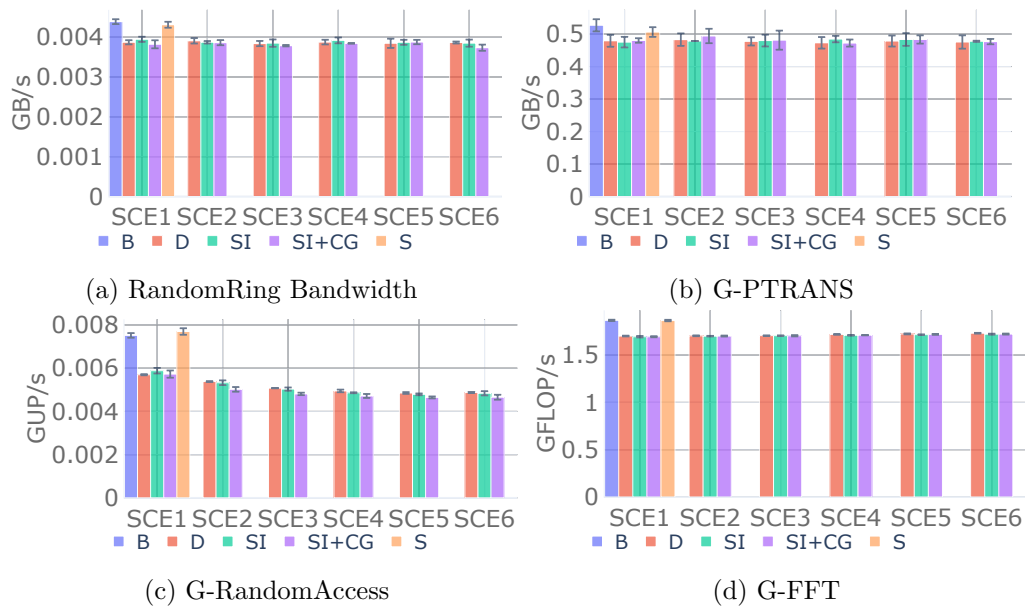 GB/s
0.004
0.003
0.002
0.001
0
SCE1 SCE2 SCE3 SCE4 SCE5 SCE6
B D SI SI+CG S
(a) RandomRing Bandwidth
GB/s
0.5
0.4
0.3
0.2
0.1
0
SCE1 SCE2 SCE3 SCE4 SCE5 SCE6
B D SI SI+CG S
(b) G-PTRANS
GUP/s
0.008
0.006
0.004
0.002
0
SCE1 SCE2 SCE3 SCE4 SCE5 SCE6
B D SI SI+CG S
(c) G-RandomAccess
GFLOP/s
1.5
1
0.5
0
SCE1 SCE2 SCE3 SCE4 SCE5 SCE6
B D SI SI+CG S
(d) G-FFT